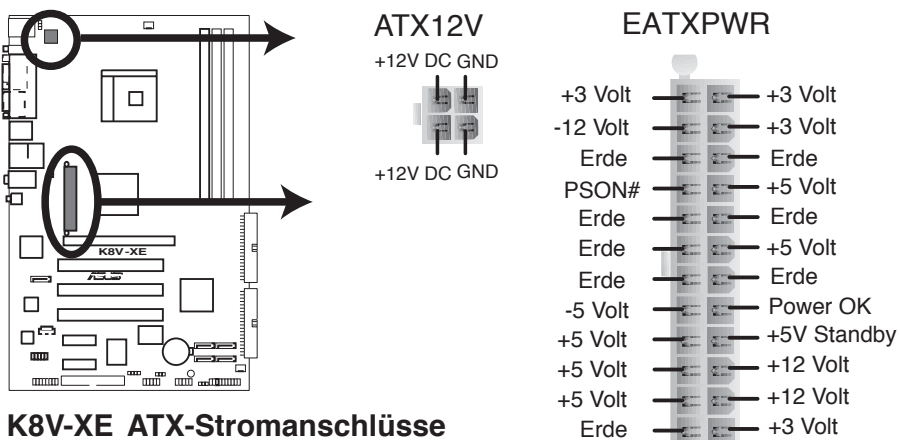 ATX12V
+12V DC GND
+12V DC GND
EATXPWR
+3 Volt +3 Volt
-12 Volt +3 Volt
Erde Erde
PSON# +5 Volt
Erde Erde
Erde +5 Volt
Erde Erde
-5 Volt Power OK
+5 Volt +5V Standby
+5 Volt +12 Volt
+5 Volt +12 Volt
Erde +3 Volt
K8V-XE
ASUS
K8V-XE ATX-Stromanschlüsse